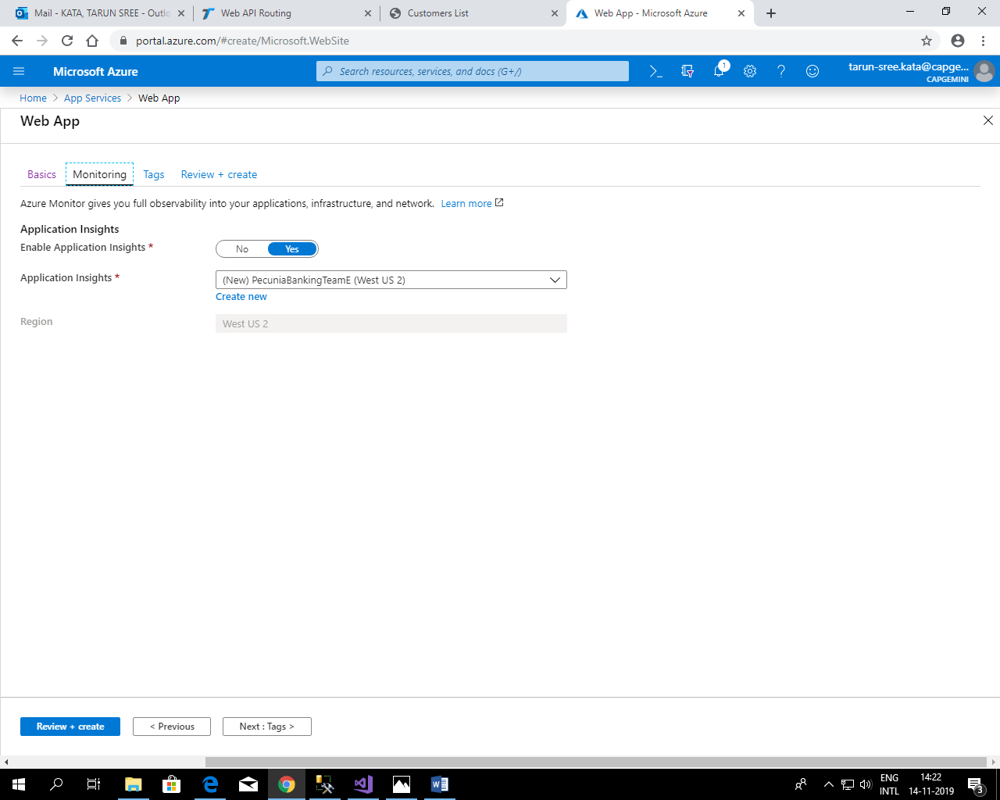 Mail - KATA, TARUN SREE - Outlo
Web API Routing
Customers List
Web App - Microsoft Azure
portal.azure.com/#create/Microsoft.WebSite
Microsoft Azure
Search resources, services, and docs (G+/)
1
tarun-sree.kata@capge...
CAPGEMINI
Home > App Services > Web App
Web App
Basics Monitoring Tags Review + create
Azure Monitor gives you full observability into your applications, infrastructure, and network. Learn more
Application Insights
Enable Application Insights * No Yes
Application Insights * (New) PecuniaBankingTeamE (West US 2)
Create new
Region West US 2
Review + create < Previous Next : Tags >
ENG 14:22
INTL 14-11-2019 3